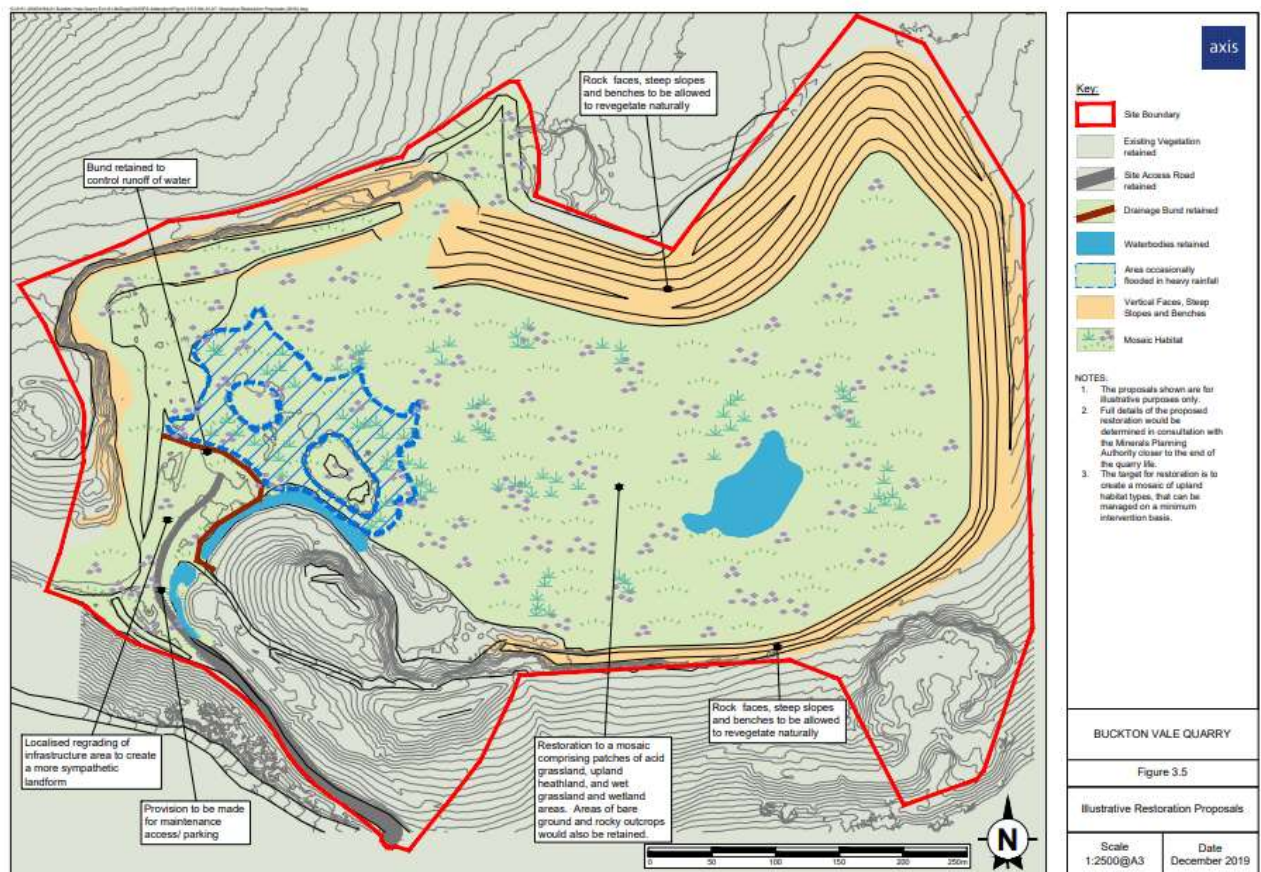 Rock faces, steep slopes
and benches to be allowed
to revegetate naturally
Bund retained to
control runoff of water
Localised regrading of
infrastructure area to create
a more sympathetic
landform
Provision to be made
for maintenance
access/ parking
Restoration to a mosaic
comprising patches of acid
grassland, upland
heathland, and wet
grassland and wetland
areas. Areas of bare
ground and rocky outcrops
would also be retained.
Rock faces, steep slopes
and benches to be allowed
to revegetate naturally
0 50 100 150 200 250m
N
axis
Key:
Site Boundary
Existing Vegetation
retained
Site Access Road
retained
Drainage Bund retained
Waterbodies retained
Area occasionally
flooded in heavy rainfall
Vertical Faces, Steep
Slopes and Benches
Mosaic Habitat
NOTES:
1. The proposals shown are for
illustrative purposes only.
2. Full details of the proposed
restoration would be
determined in consultation with
the Minerals Planning
Authority closer to the end of
the quarry life.
3. The target for restoration is to
create a mosaic of upland
habitat types, that can be
managed on a minimum
intervention basis.
BUCKTON VALE QUARRY
Figure 3.5
Illustrative Restoration Proposals
Scale
1:2500@A3
Date
December 2019